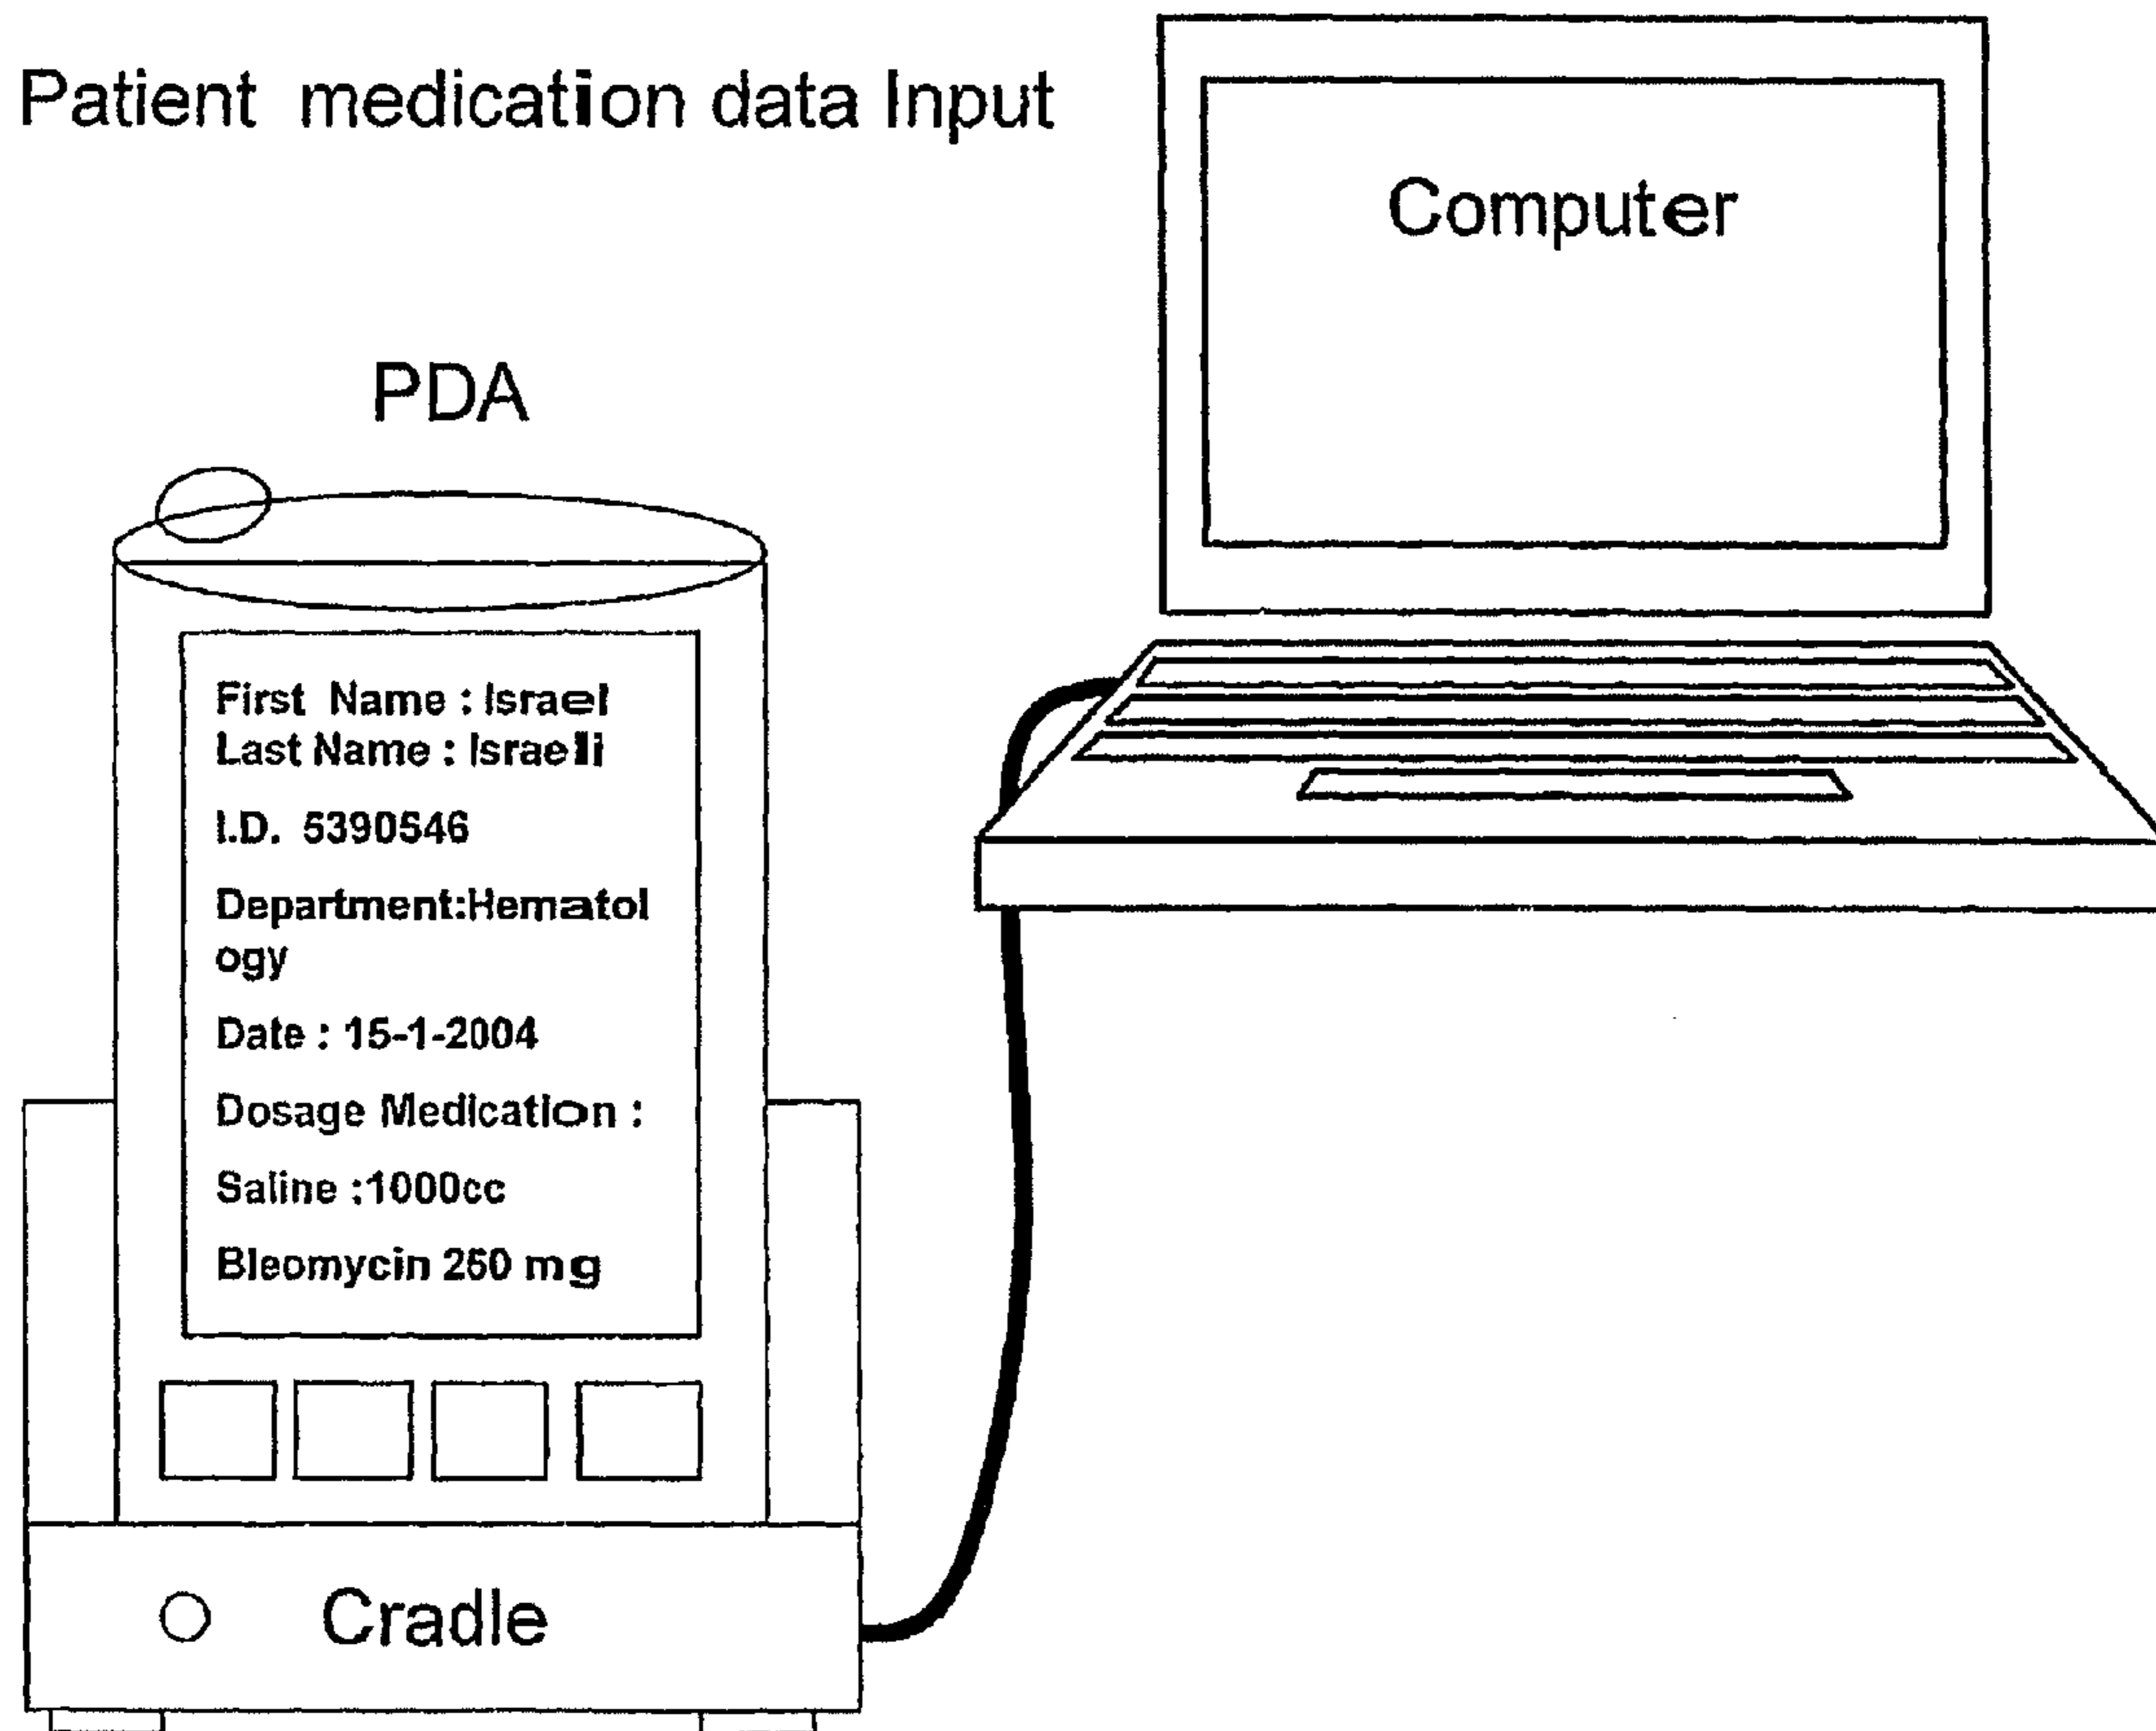 Patient medication data Input
Computer
PDA
First Name : Israel
Last Name : Israeli
I.D. 5390546
Department:Hematol
ogy
Date : 15-1-2004
Dosage Medication :
Saline :1000cc
Bleomycin 260 mg
Cradle